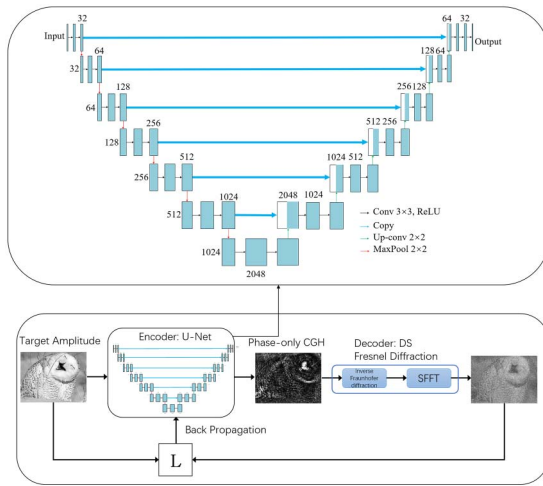 32
64 32
Input
Output
64
128 64
32
128
256 128
64
256
512 256
128
512
1024 512
256
1024
2048 1024
512
Conv 3×3, ReLU
Copy
Up-conv 2×2
MaxPool 2×2
1024
2048
Target Amplitude
Encoder: U-Net
Phase-only CGH
Decoder: DS
Fresnel Diffraction
Inverse
Fraunhofer
diffraction
SFFT
Back Propagation
L